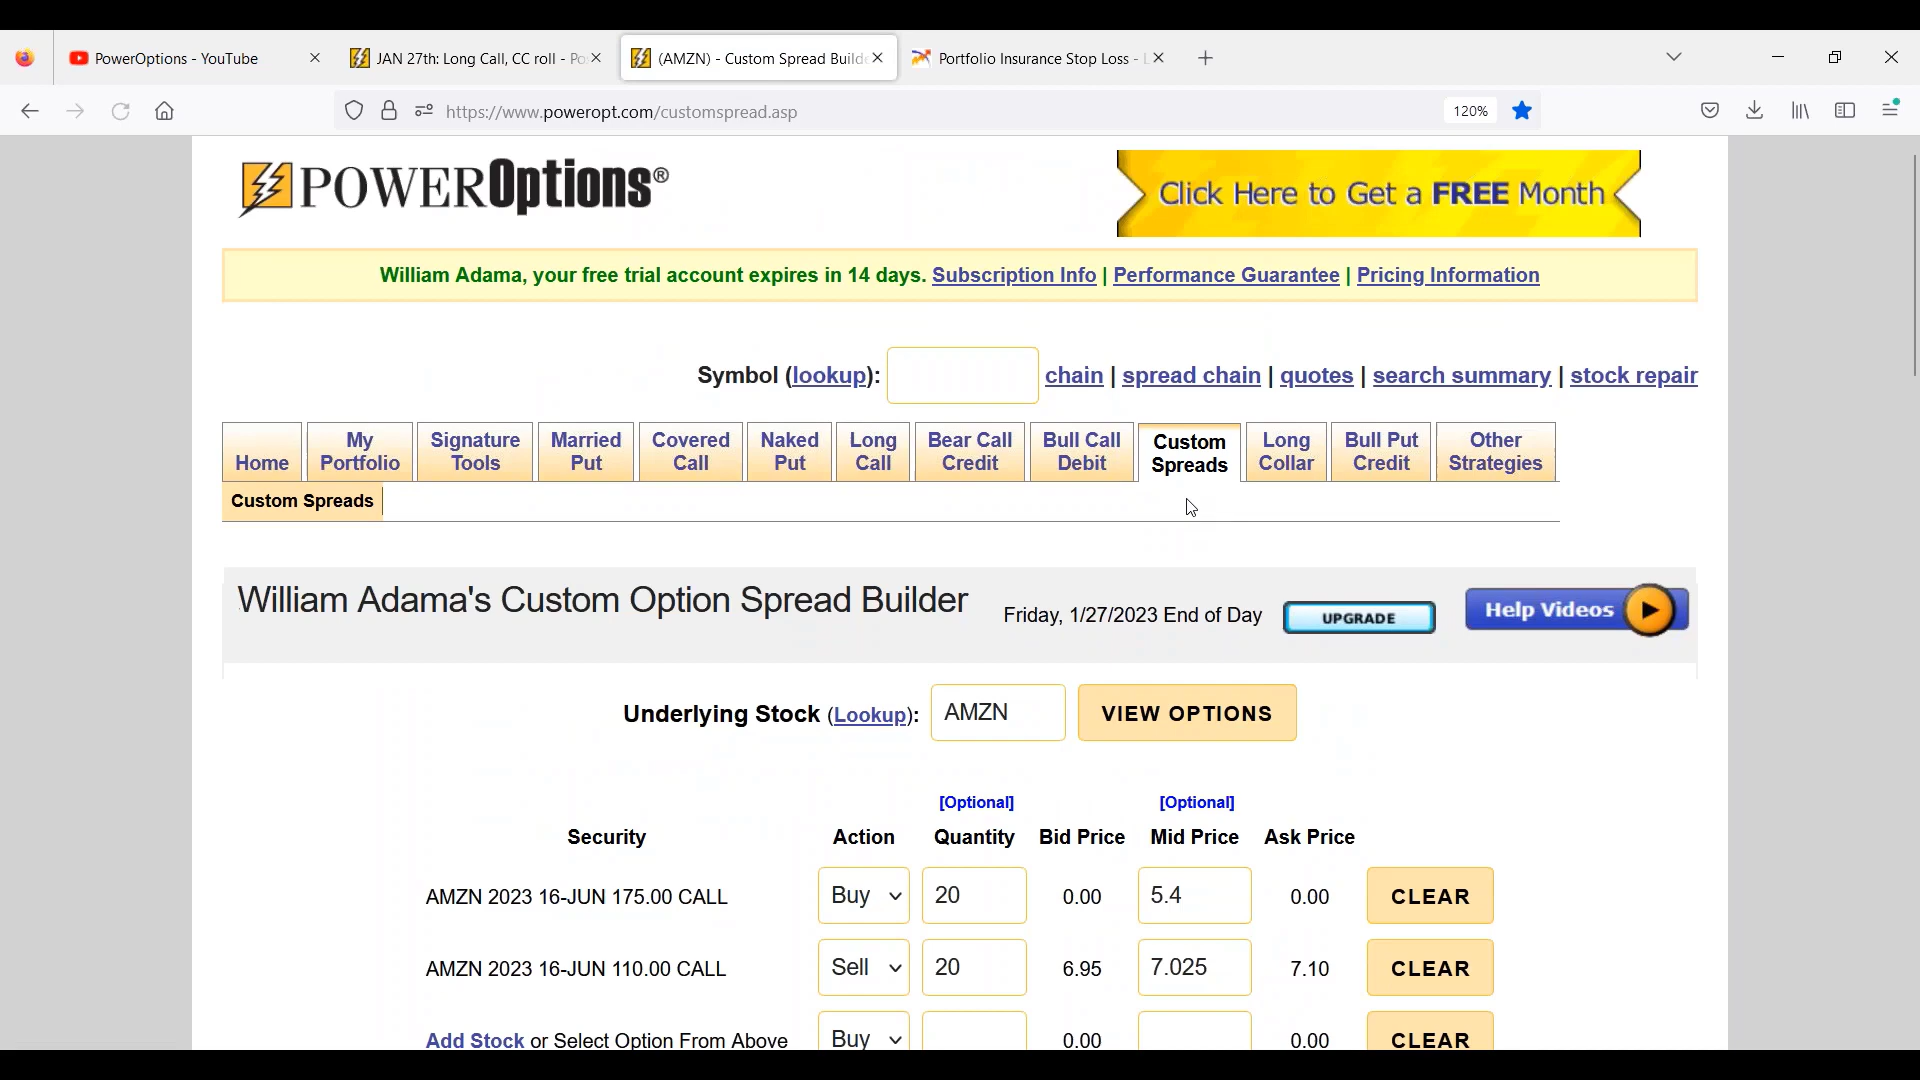 PowerOptions - YouTube
JAN 27th: Long Call, CC roll - Po
(AMZN) - Custom Spread Builde
Portfolio Insurance Stop Loss -
https://www.poweropt.com/customspread.asp
120%
POWEROptions®
Click Here to Get a FREE Month
William Adama, your free trial account expires in 14 days. Subscription Info | Performance Guarantee | Pricing Information
Symbol (lookup): chain | spread chain | quotes | search summary | stock repair
Home
My Portfolio
Signature Tools
Married Put
Covered Call
Naked Put
Long Call
Bear Call Credit
Bull Call Debit
Custom Spreads
Long Collar
Bull Put Credit
Other Strategies
Custom Spreads
William Adama's Custom Option Spread Builder
Friday, 1/27/2023 End of Day
UPGRADE
Help Videos
Underlying Stock (Lookup): AMZN VIEW OPTIONS
[Optional] [Optional]
Security Action Quantity Bid Price Mid Price Ask Price
AMZN 2023 16-JUN 175.00 CALL Buy 20 0.00 5.4 0.00 CLEAR
AMZN 2023 16-JUN 110.00 CALL Sell 20 6.95 7.025 7.10 CLEAR
Add Stock or Select Option From Above Buy 0.00 0.00 CLEAR